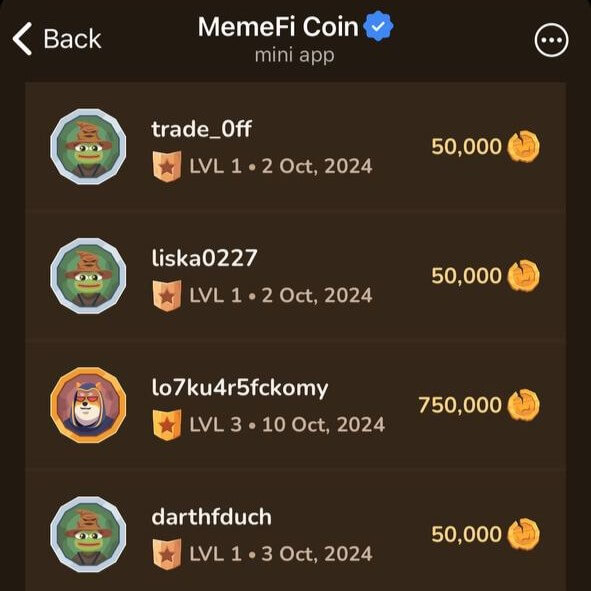 Back
MemeFi Coin
mini app
trade_0ff
LVL 1 • 2 Oct, 2024
50,000
liska0227
LVL 1 • 2 Oct, 2024
50,000
lo7ku4r5fckomy
LVL 3 • 10 Oct, 2024
750,000
darthfduch
LVL 1 • 3 Oct, 2024
50,000